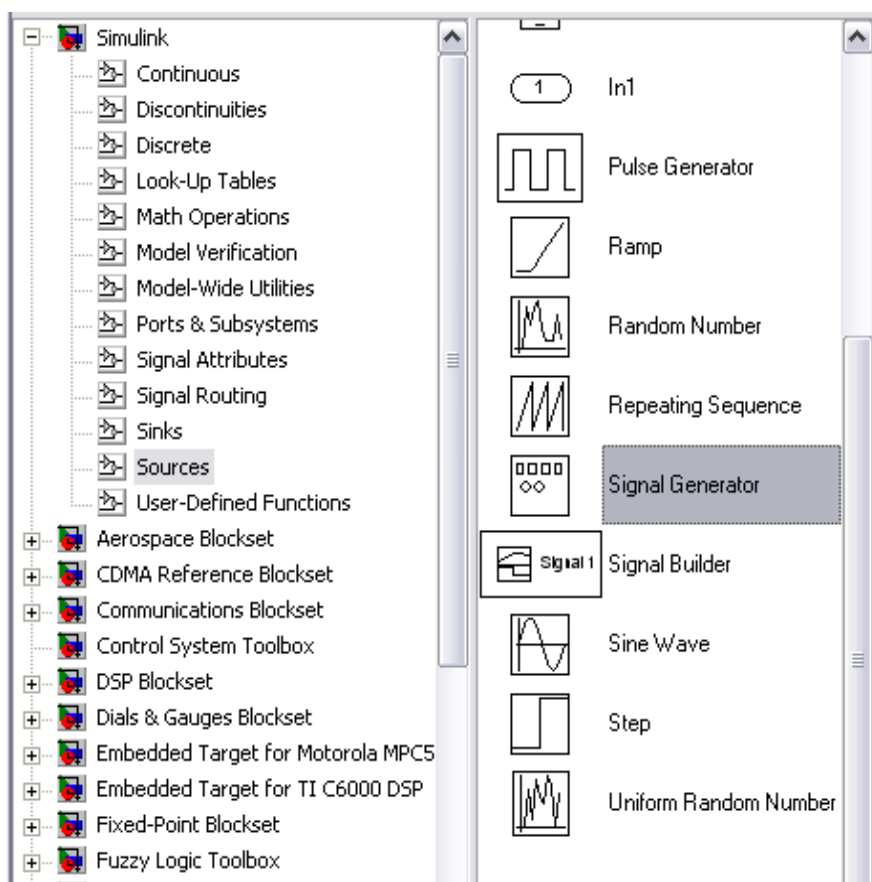 Simulink
Continuous
Discontinuities
Discrete
Look-Up Tables
Math Operations
Model Verification
Model-Wide Utilities
Ports & Subsystems
Signal Attributes
Signal Routing
Sinks
Sources
User-Defined Functions
Aerospace Blockset
CDMA Reference Blockset
Communications Blockset
Control System Toolbox
DSP Blockset
Dials & Gauges Blockset
Embedded Target for Motorola MPC5
Embedded Target for TI C6000 DSP
Fixed-Point Blockset
Fuzzy Logic Toolbox
1 In1
Pulse Generator
Ramp
Random Number
Repeating Sequence
Signal Generator
Signal 1 Signal Builder
Sine Wave
Step
Uniform Random Number